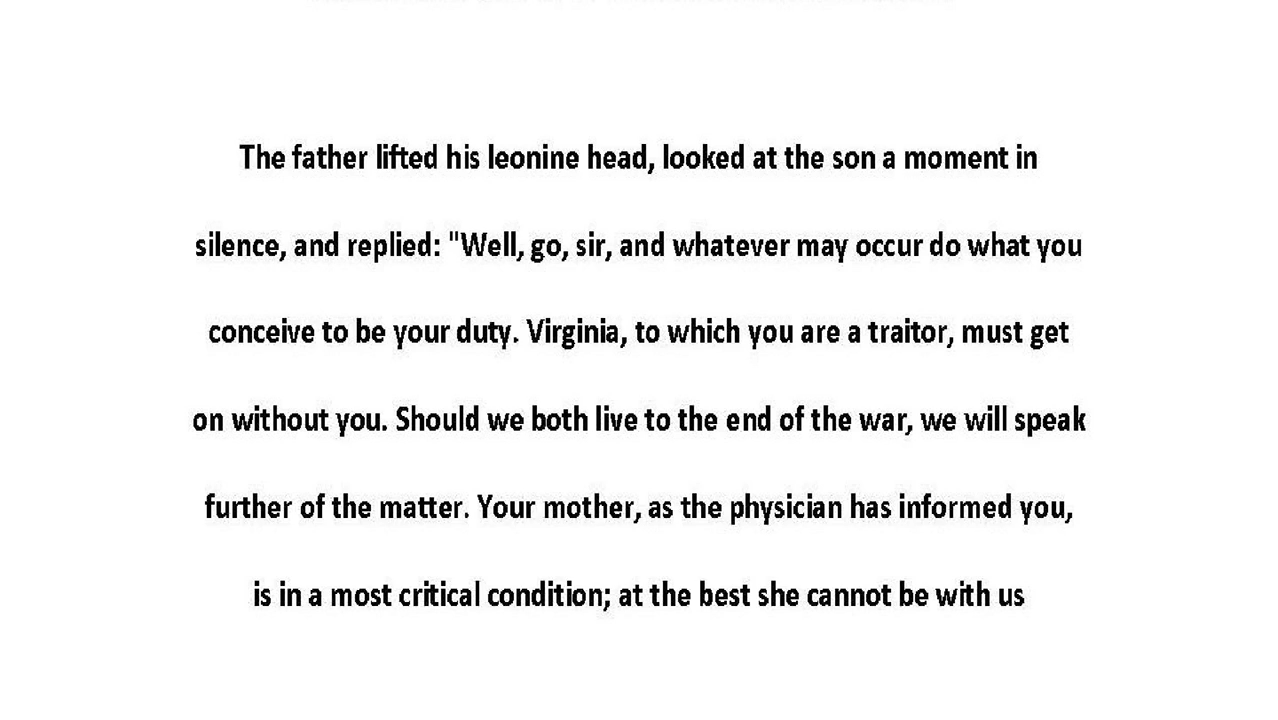 The father lifted his leonine head, looked at the son a moment in
silence, and replied: "Well, go, sir, and whatever may occur do what you
conceive to be your duty. Virginia, to which you are a traitor, must get
on without you. Should we both live to the end of the war, we will speak
further of the matter. Your mother, as the physician has informed you,
is in a most critical condition; at the best she cannot be with us